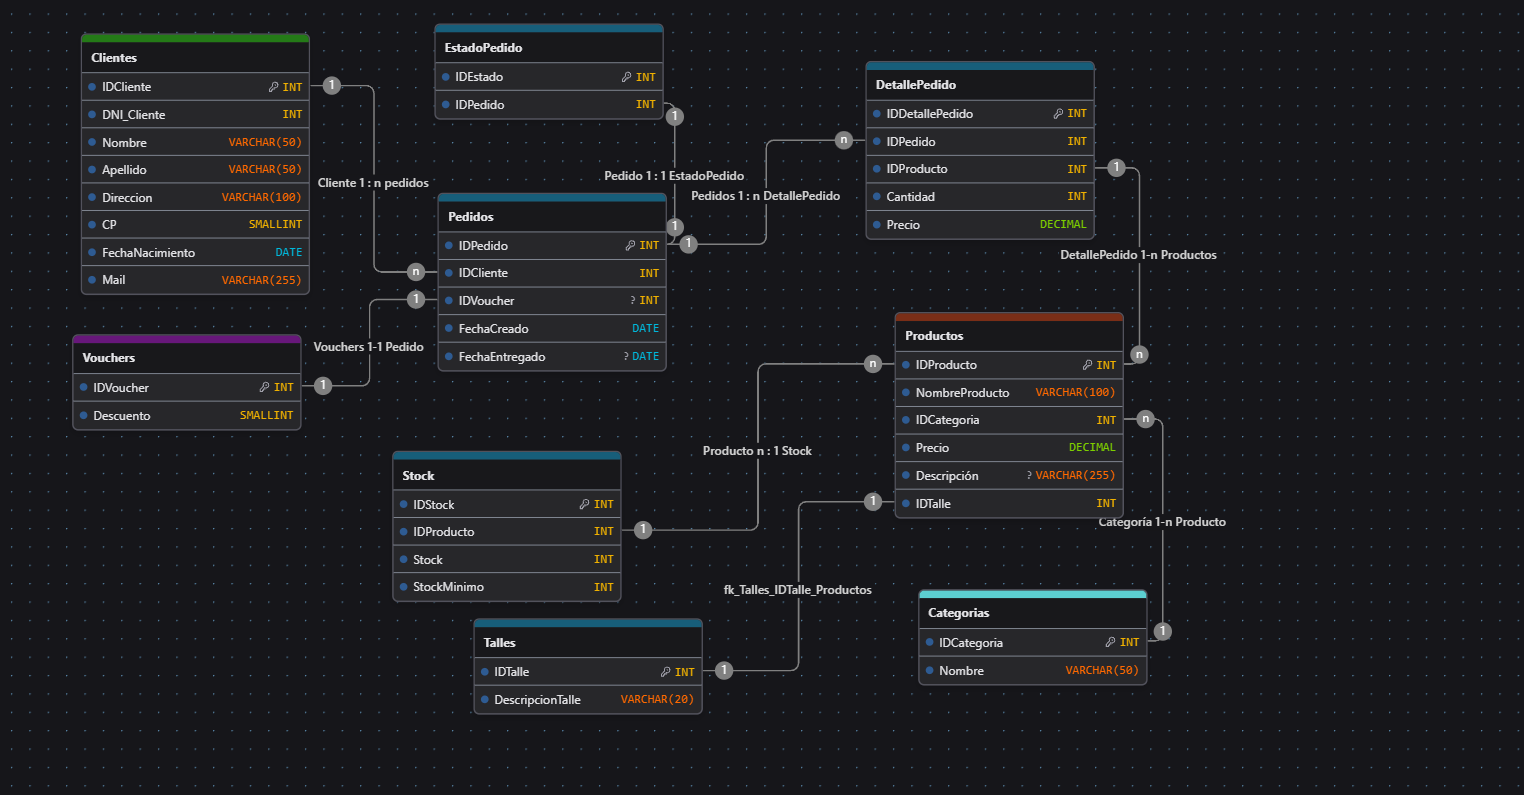 Clientes
IDCliente INT
DNI_Cliente INT
Nombre VARCHAR(50)
Apellido VARCHAR(50)
Direccion VARCHAR(100)
CP SMALLINT
FechaNacimiento DATE
Mail VARCHAR(255)
1
Cliente 1 : n pedidos
n
EstadoPedido
IDEstado INT
IDPedido INT
1
Pedido 1 : 1 EstadoPedido
1
Pedidos
IDPedido INT
IDCliente INT
IDVoucher ? INT
FechaCreado DATE
FechaEntregado ? DATE
1
Pedidos 1 : n DetallePedido
n
DetallePedido
IDDetallePedido INT
IDPedido INT
IDProducto INT
Cantidad INT
Precio DECIMAL
1
DetallePedido 1-n Productos
n
Vouchers
IDVoucher INT
Descuento SMALLINT
1
Vouchers 1-1 Pedido
1
Productos
IDProducto INT
NombreProducto VARCHAR(100)
IDCategoria INT
Precio DECIMAL
Descripción ? VARCHAR(255)
IDTalle INT
n
Categoría 1-n Producto
1
Stock
IDStock INT
IDProducto INT
Stock INT
StockMinimo INT
1
Producto n : 1 Stock
n
Talles
IDTalle INT
DescripcionTalle VARCHAR(20)
1
fk_Talles_IDTalle_Productos
1
Categorias
IDCategoria INT
Nombre VARCHAR(50)